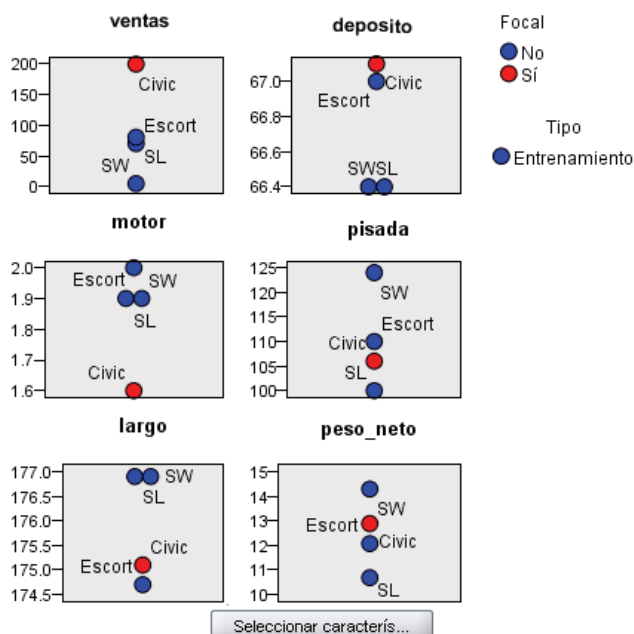 ventas
200
150
100
50
0
Civic
Escort
SW
SL
deposito
67.0
66.8
66.6
66.4
Civic
Escort
SWSL
Focal
No
Sí
Tipo
Entrenamiento
motor
2.0
1.9
1.8
1.7
1.6
Escort
SW
SL
Civic
pisada
125
120
115
110
105
100
SW
Escort
Civic
SL
largo
177.0
176.5
176.0
175.5
175.0
174.5
SW
SL
Civic
Escort
peso_neto
15
14
13
12
11
10
SW
Escort
Civic
SL
Seleccionar caracterís...